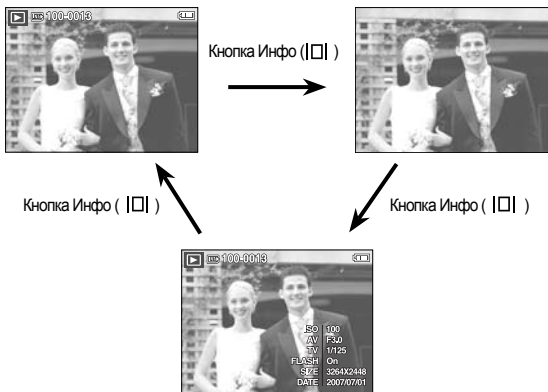 100-0013
Кнопка Инфо (|□|)
Кнопка Инфо ( |□| )
Кнопка Инфо ( |□| )
100-0013
ISO 100
AV F3.0
TV 1/125
FLASH On
SIZE 3264X2448
DATE 2007/07/01